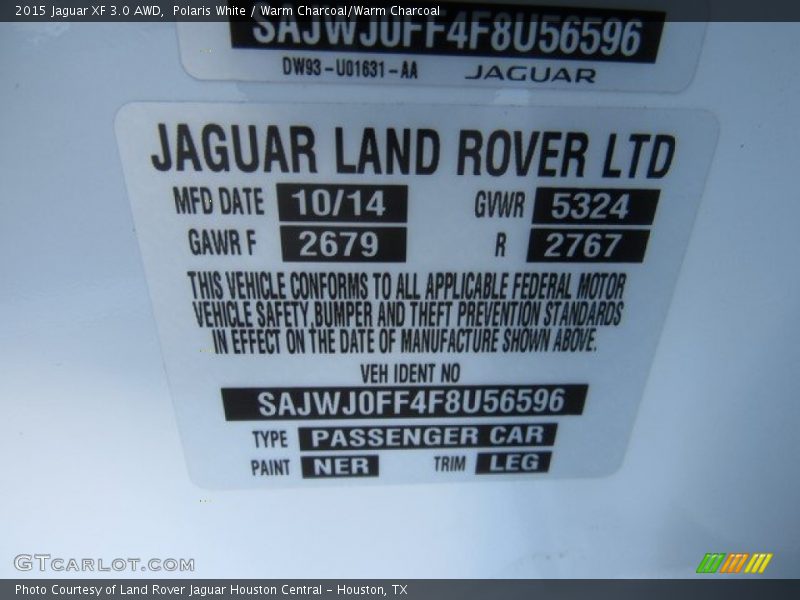 2015 Jaguar XF 3.0 AWD,  Polaris White / Warm Charcoal/Warm Charcoal
SAJWJ0FF4F8U56596
DW93-U01631-AA JAGUAR
JAGUAR LAND ROVER LTD
MFD DATE 10/14 GVWR 5324
GAWR F 2679 R 2767
THIS VEHICLE CONFORMS TO ALL APPLICABLE FEDERAL MOTOR
VEHICLE SAFETY,BUMPER AND THEFT PREVENTION STANDARDS
IN EFFECT ON THE DATE OF MANUFACTURE SHOWN ABOVE.
VEH IDENT NO
SAJWJ0FF4F8U56596
TYPE PASSENGER CAR
PAINT NER TRIM LEG
GTCARLOT.COM
Photo Courtesy of Land Rover Jaguar Houston Central - Houston, TX